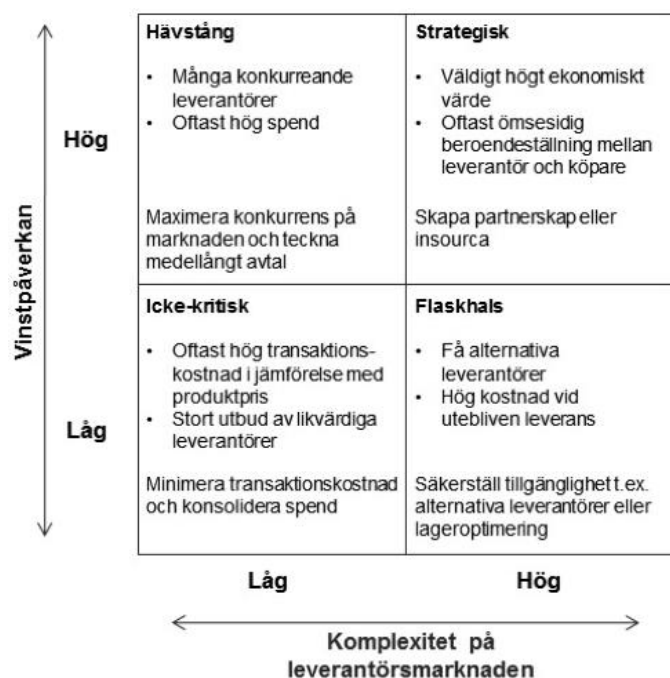 Hävstång
• Många konkurreande
leverantörer
• Oftast hög spend
Maximera konkurrens på
marknaden och teckna
medellångt avtal
Strategisk
• Väldigt högt ekonomiskt
värde
• Oftast ömsesidig
beroendeställning mellan
leverantör och köpare
Skapa partnerskap eller
insourca
Hög
Vinstpåverkan
Icke-kritisk
• Oftast hög transaktions-
kostnad i jämförelse med
produktpris
• Stort utbud av likvärdiga
leverantörer
Minimera transaktionskostnad
och konsolidera spend
Flaskhals
• Få alternativa
leverantörer
• Hög kostnad vid
utebliven leverans
Säkerställ tillgänglighet t.ex.
alternativa leverantörer eller
lageroptimering
Låg
Låg
Hög
Komplexitet på
leverantörsmarknaden